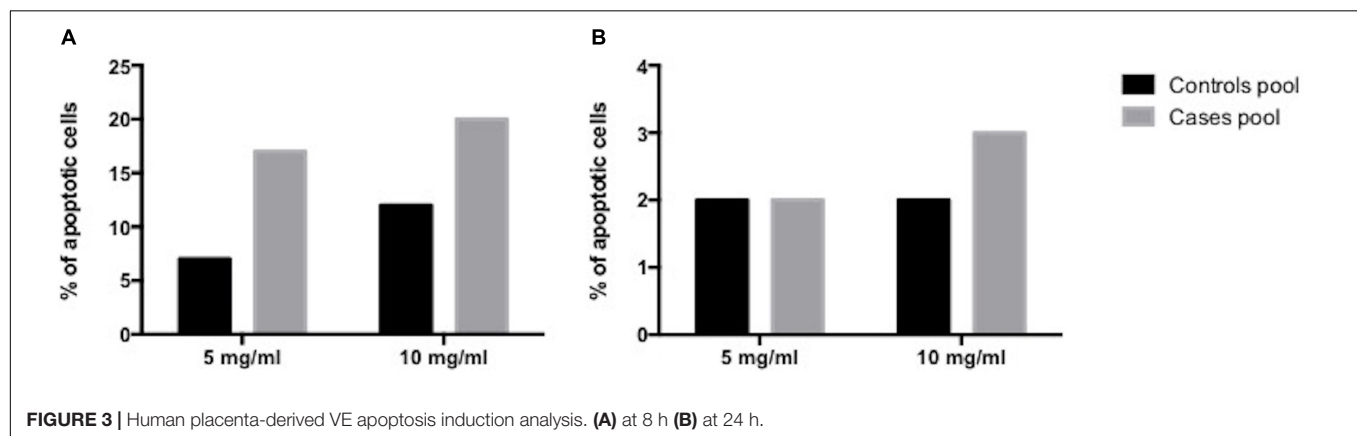 A
% of apoptotic cells
25
20
15
10
5
0
5 mg/ml 10 mg/ml
B
% of apoptotic cells
4
3
2
1
0
5 mg/ml 10 mg/ml
Controls pool
Cases pool
FIGURE 3 | Human placenta-derived VE apoptosis induction analysis. (A) at 8 h (B) at 24 h.